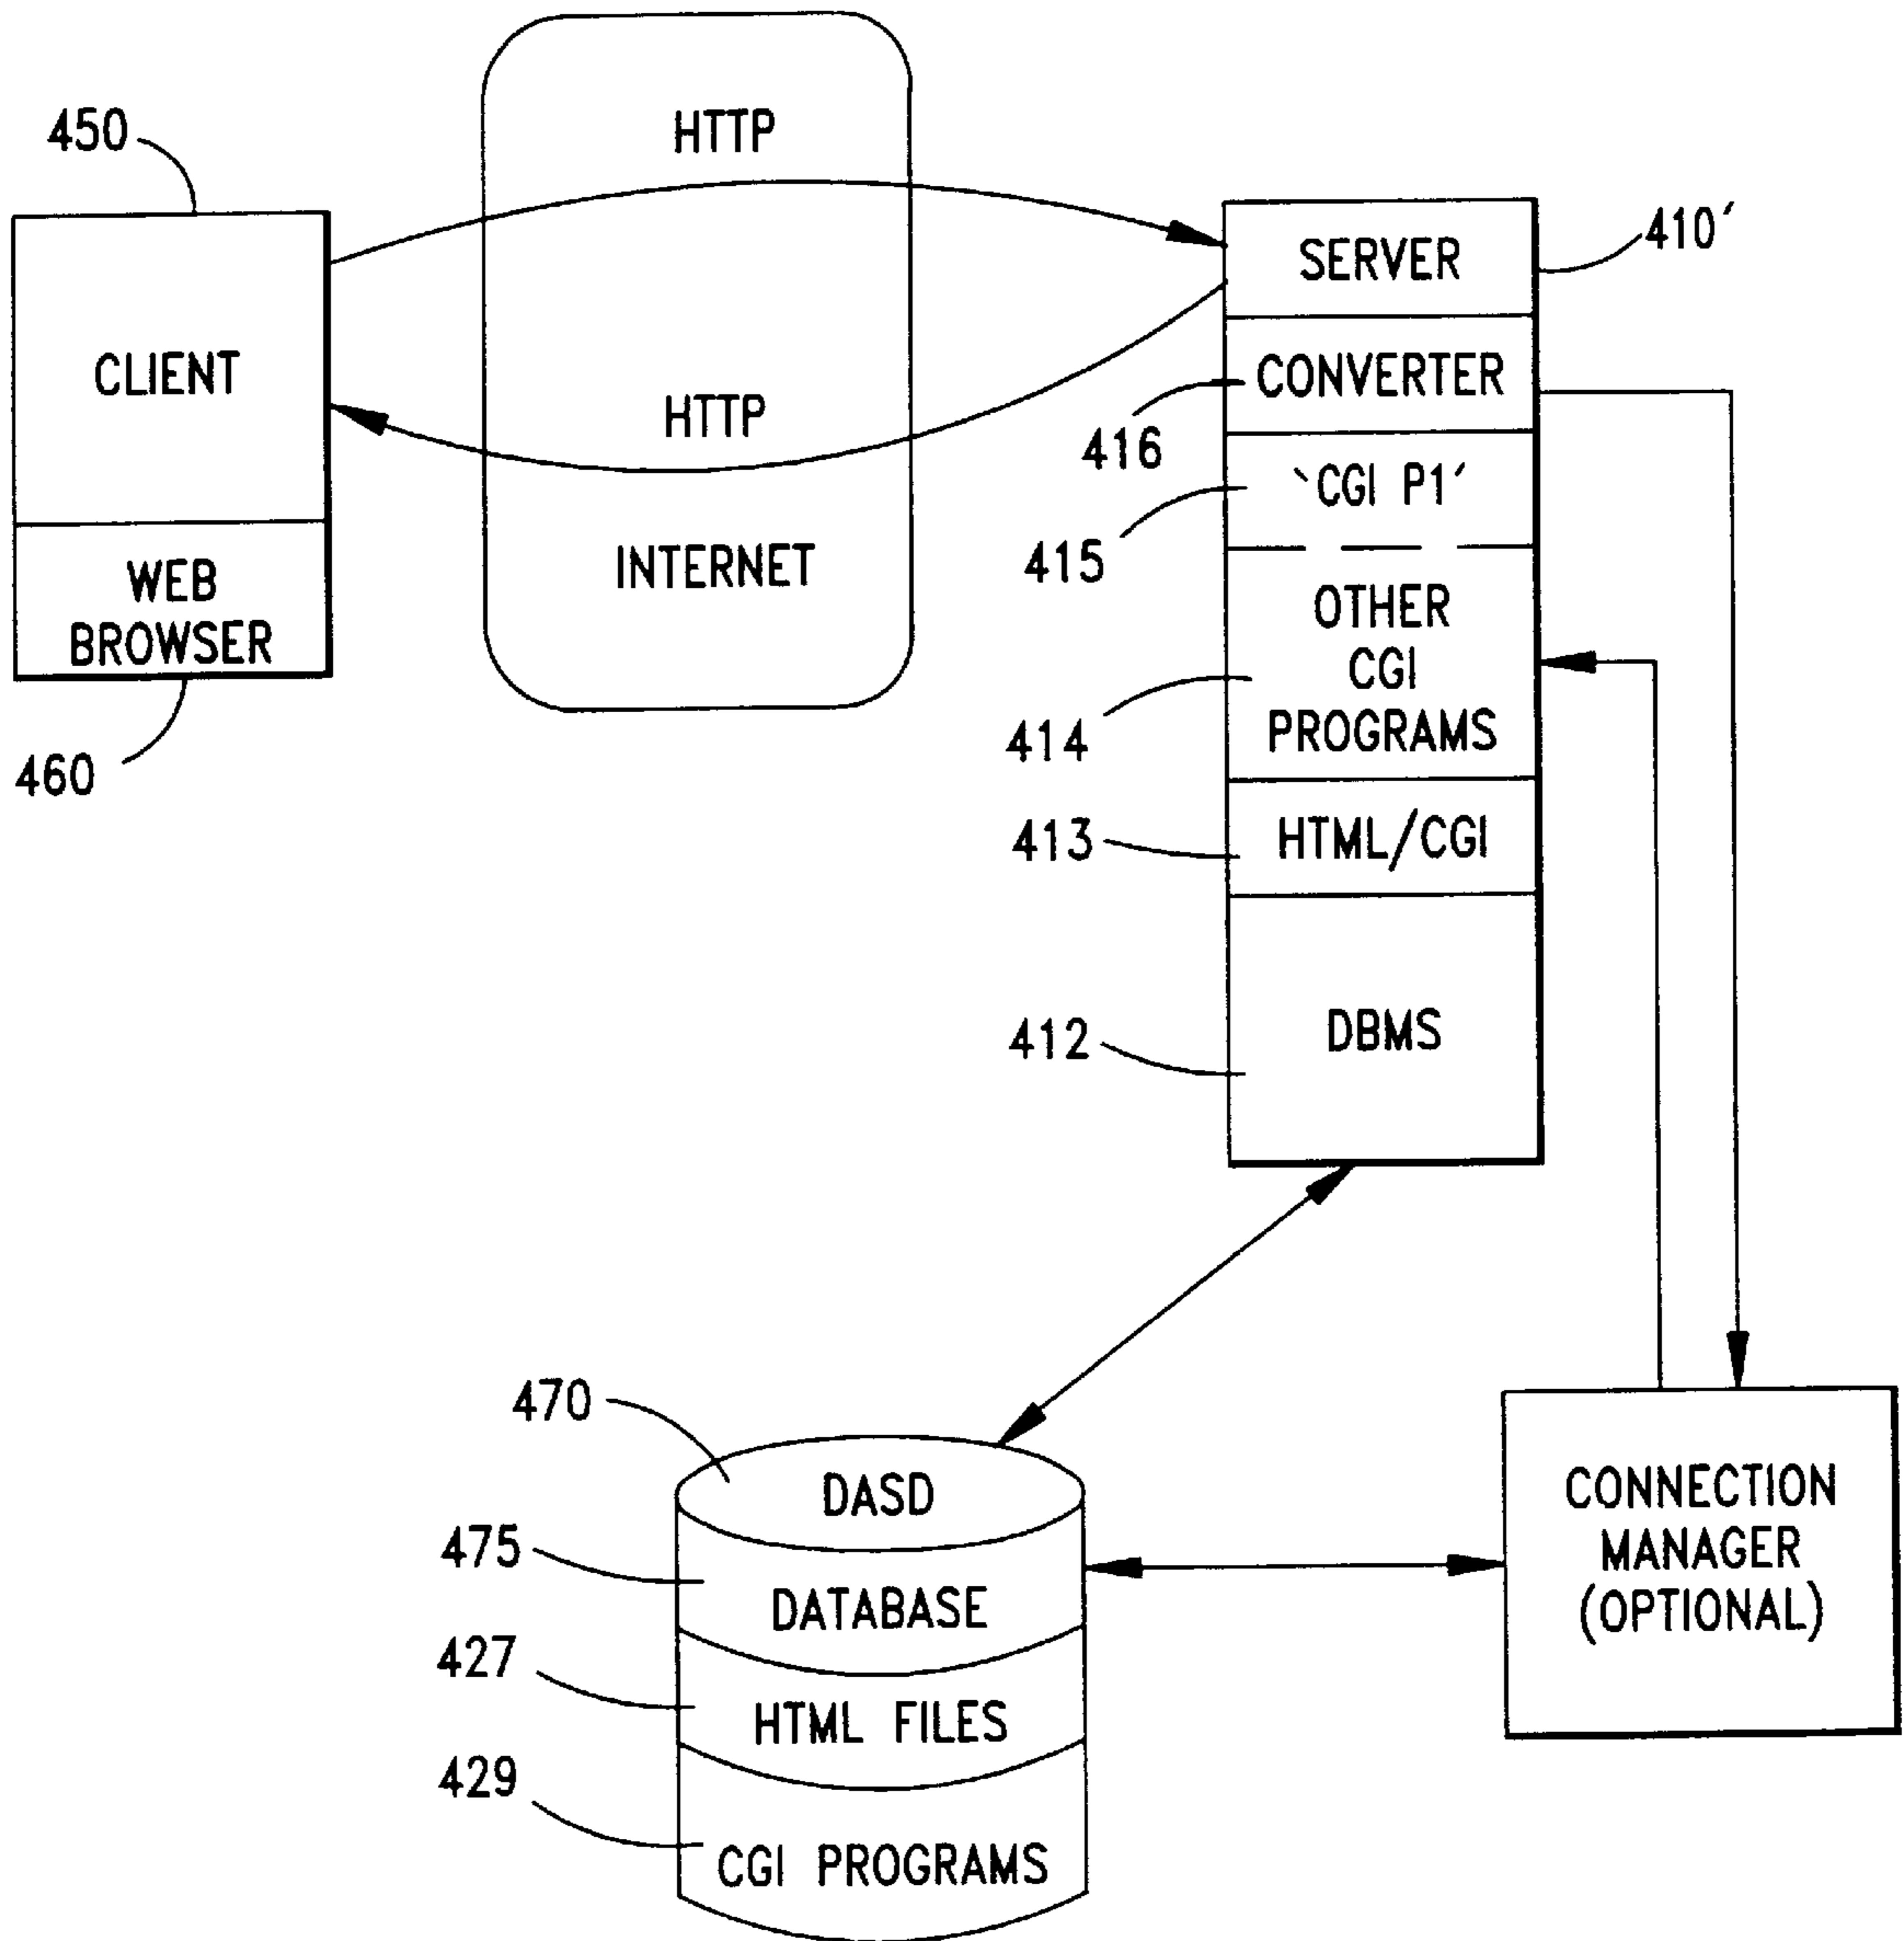 450
CLIENT
WEB
BROWSER
460
HTTP
HTTP
INTERNET
SERVER
410'
CONVERTER
416
`CGI P1'
415
OTHER
CGI
PROGRAMS
414
HTML/CGI
413
DBMS
412
470
DASD
475
DATABASE
427
HTML FILES
429
CGI PROGRAMS
CONNECTION
MANAGER
(OPTIONAL)